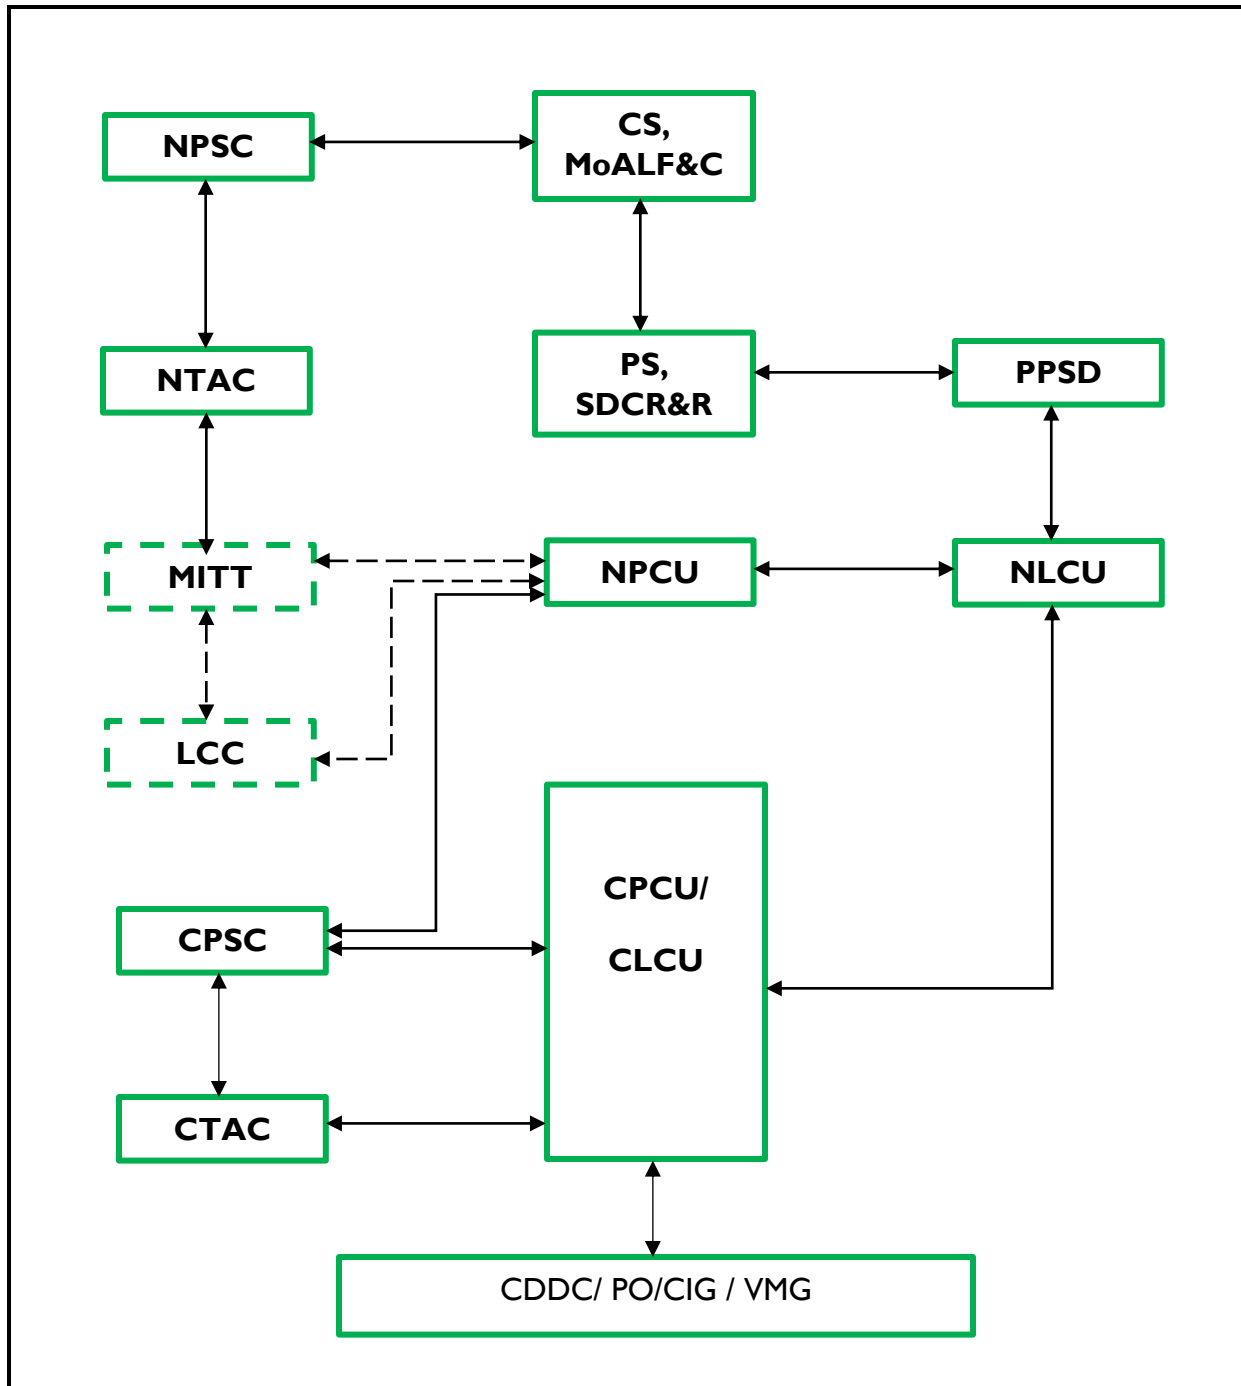 NPSC
CS,
MoALF&C
NTAC
PS,
SDCR&R
PPSD
MITT
NPCU
NLCU
LCC
CPCU/
CLCU
CPSC
CTAC
CDDC/ PO/CIG / VMG